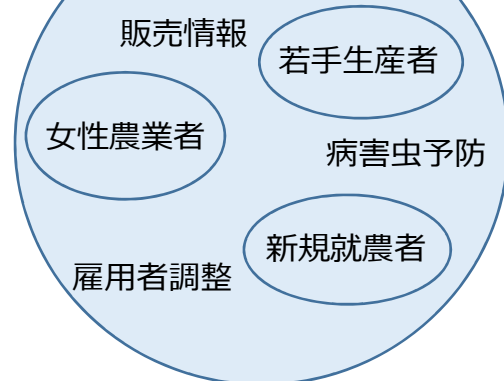 販売情報
若手生産者
女性農業者
病害虫予防
新規就農者
雇用者調整